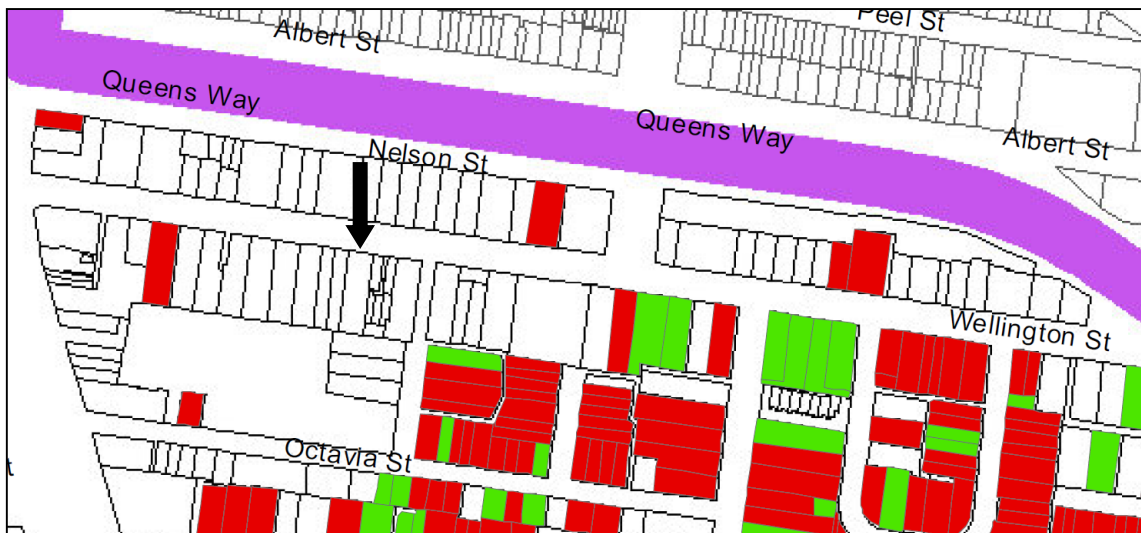 Peel St
Albert St
Queens Way
Queens Way
Albert St
Nelson St
Wellington St
Octavia St
t